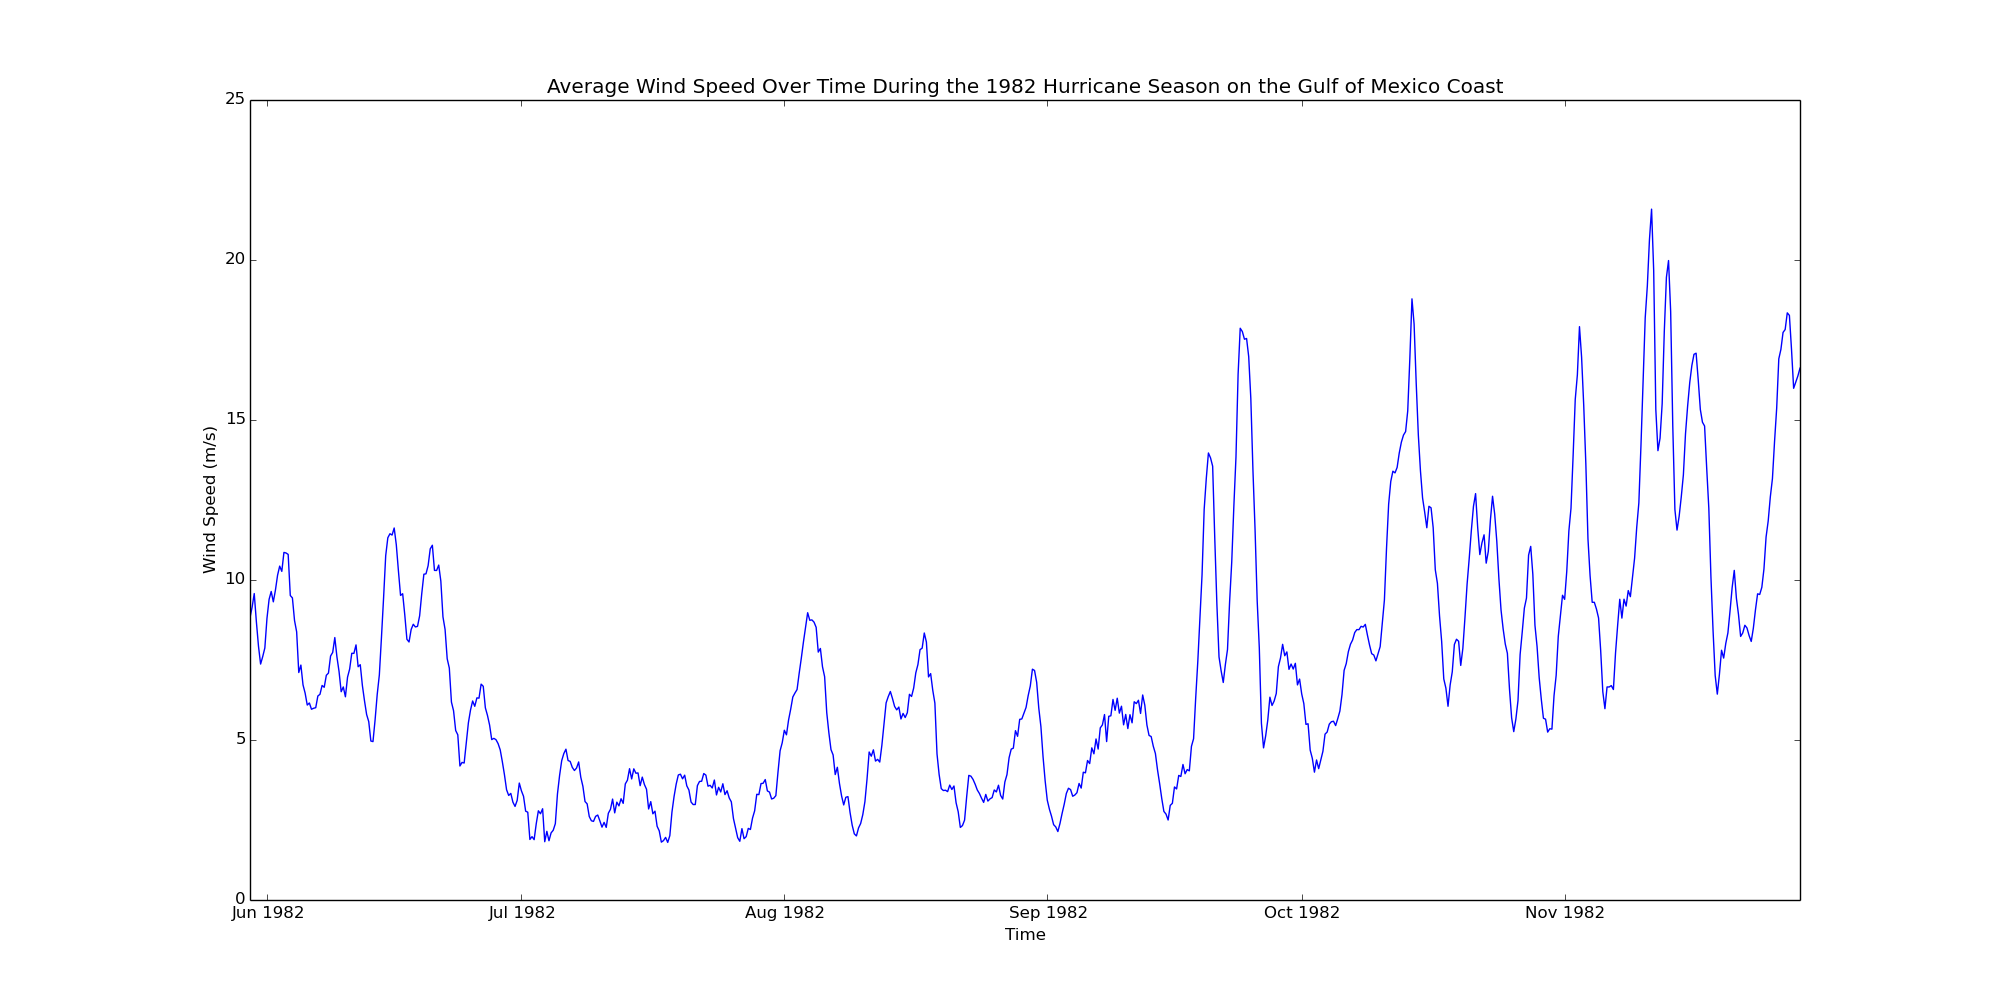 Average Wind Speed Over Time During the 1982 Hurricane Season on the Gulf of Mexico Coast
25
20
15
10
5
0
Wind Speed (m/s)
Jun 1982 Jul 1982 Aug 1982 Sep 1982 Oct 1982 Nov 1982
Time